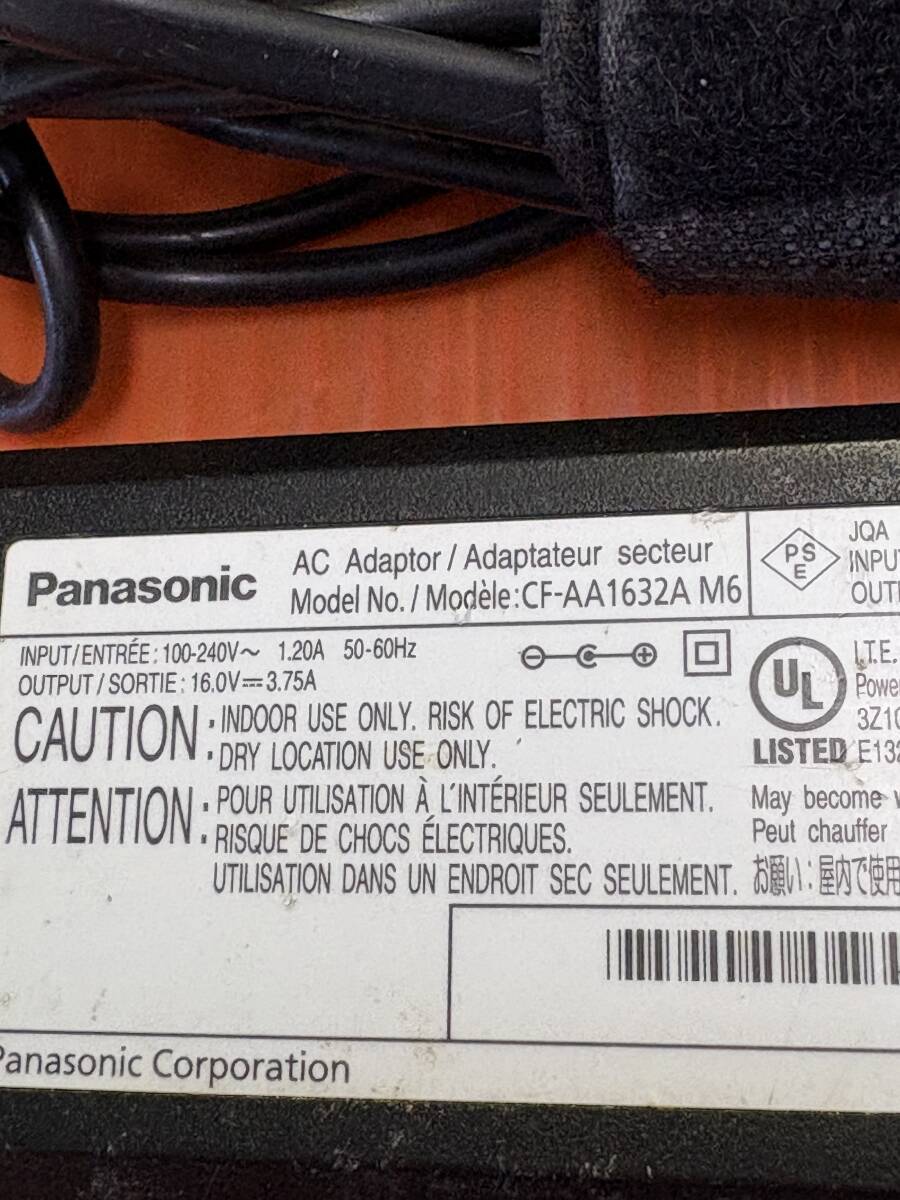 Panasonic
AC Adaptor / Adaptateur secteur
Model No. / Modèle:CF-AA1632A M6
INPUT/ENTRÉE : 100-240V～ 1.20A 50-60Hz
OUTPUT / SORTIE : 16.0V⎓3.75A
CAUTION : INDOOR USE ONLY. RISK OF ELECTRIC SHOCK.
DRY LOCATION USE ONLY.
ATTENTION : POUR UTILISATION À L'INTÉRIEUR SEULEMENT.
RISQUE DE CHOCS ÉLECTRIQUES.
UTILISATION DANS UN ENDROIT SEC SEULEMENT.
PS
E
JQA
UL
LISTED
I.T.E.
May become
Peut chauffer
お願い : 屋内で使用
Panasonic Corporation